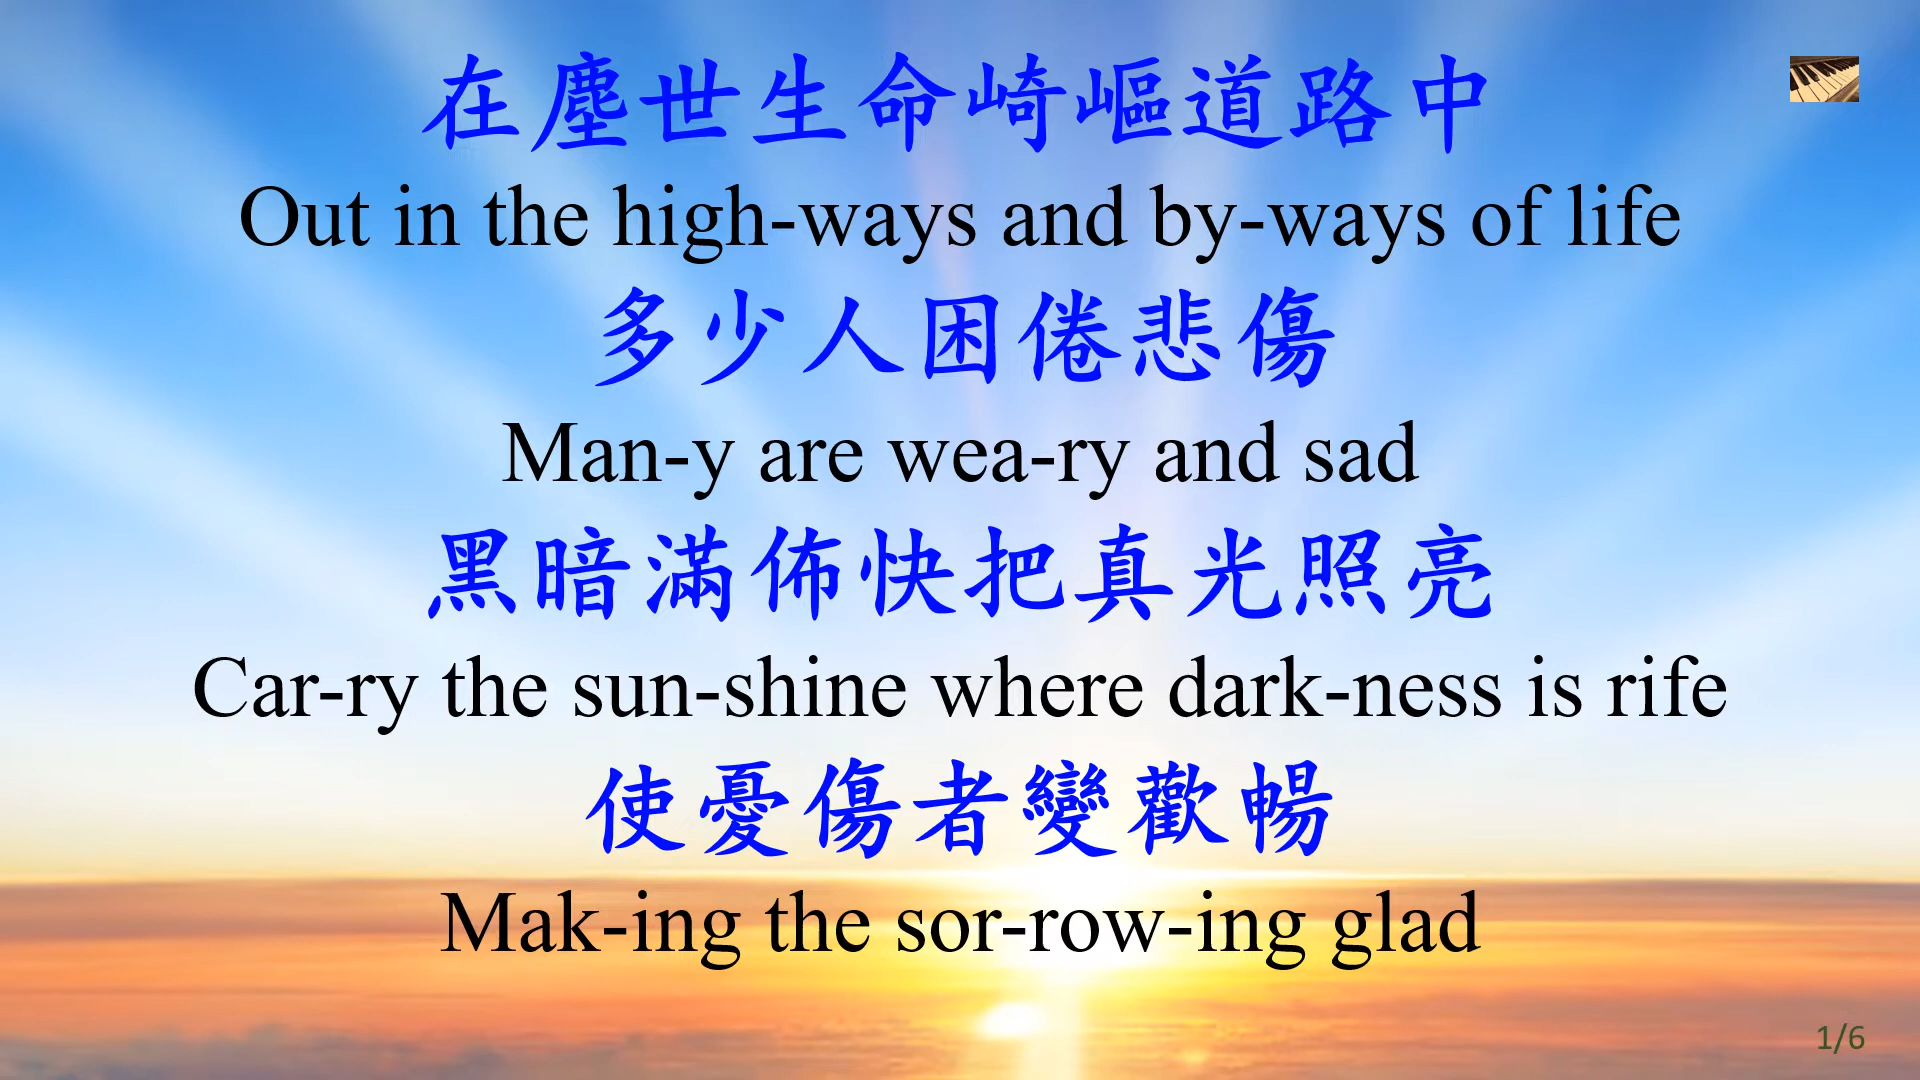 在塵世生命崎嶇道路中
Out in the high-ways and by-ways of life
多少人困倦悲傷
Man-y are wea-ry and sad
黑暗滿佈快把真光照亮
Car-ry the sun-shine where dark-ness is rife
使憂傷者變歡暢
Mak-ing the sor-row-ing glad
1/6